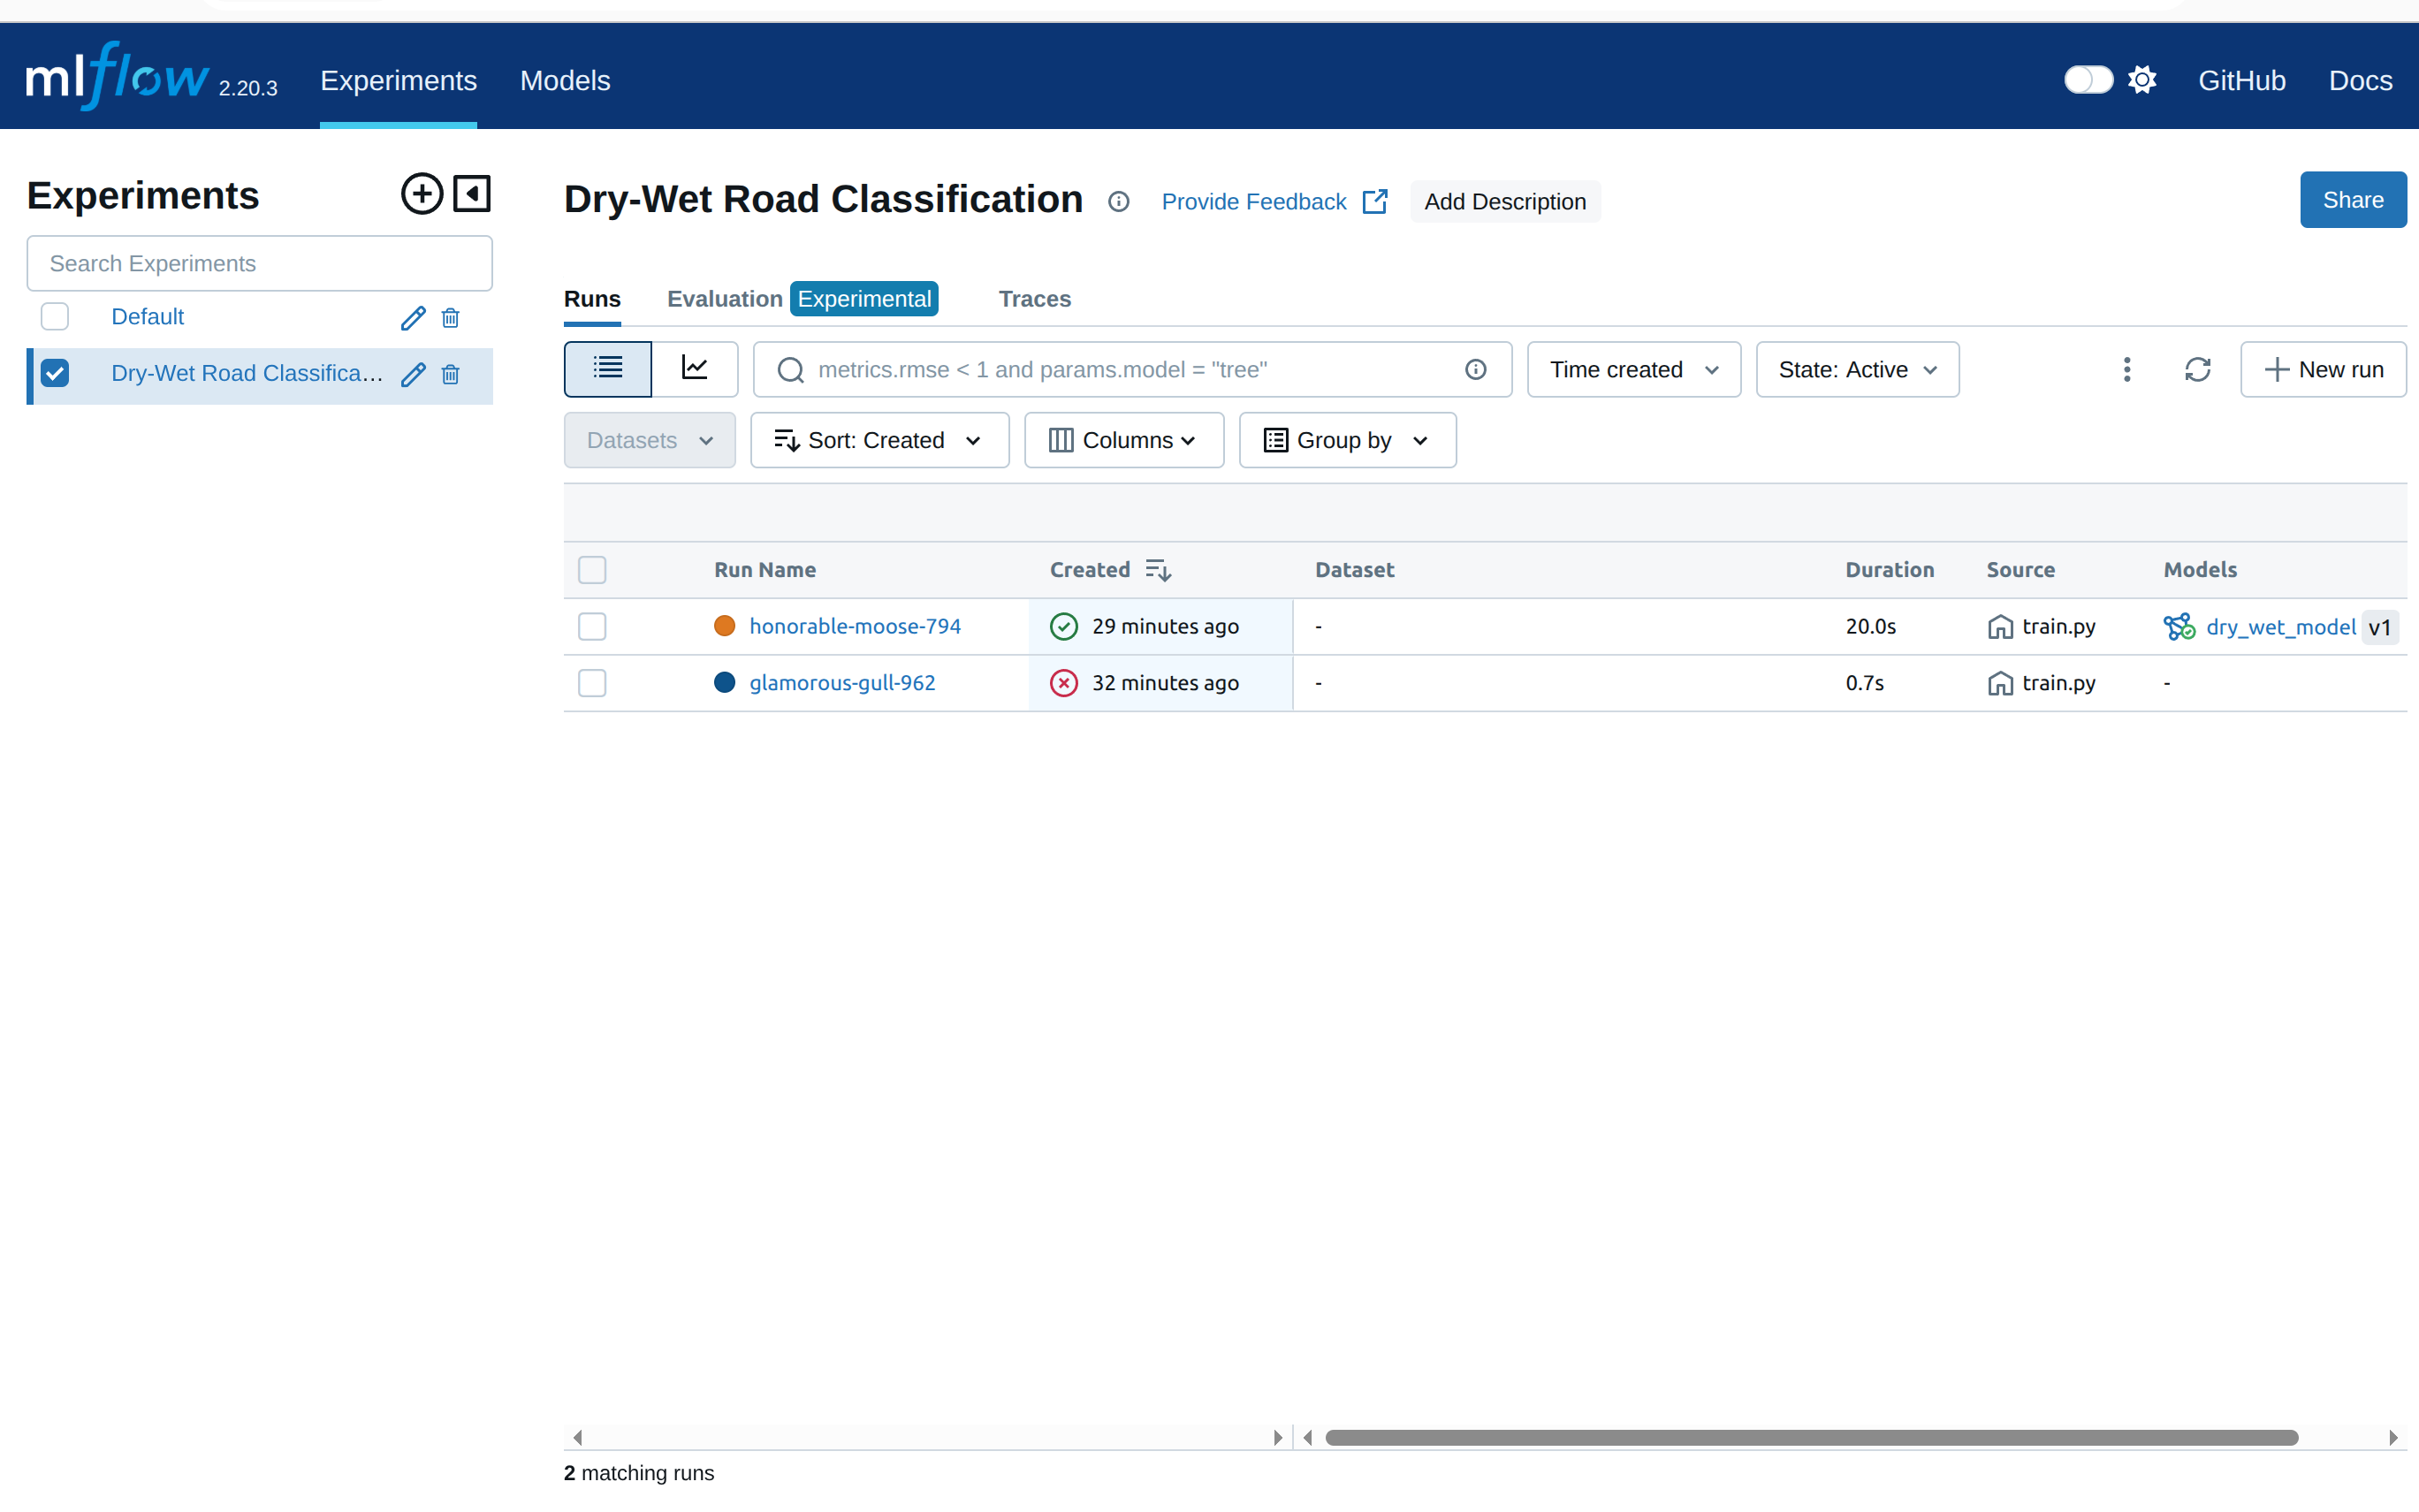 mlflow 2.20.3 Experiments Models GitHub Docs
Experiments
Search Experiments
Default
Dry-Wet Road Classifica...
Dry-Wet Road Classification Provide Feedback Add Description Share
Runs Evaluation Experimental Traces
metrics.rmse < 1 and params.model = "tree" Time created State: Active New run
Datasets Sort: Created Columns Group by
Run Name Created Dataset Duration Source Models
honorable-moose-794 29 minutes ago - 20.0s train.py dry_wet_model v1
glamorous-gull-962 32 minutes ago - 0.7s train.py -
2 matching runs